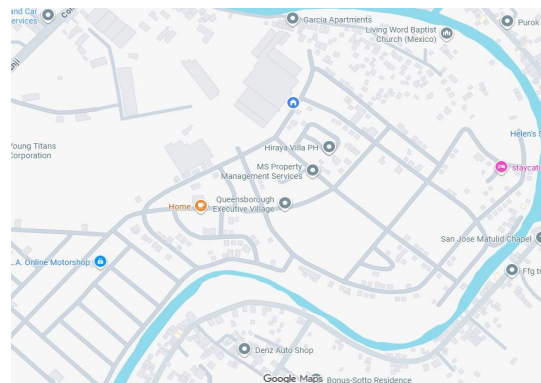 and Car
ervices
Garcia Apartments
Living Word Baptist
Church (Mexico)
Purok
Young Titans
Corporation
Hiraya Villa PH
Helen's S
MS Property
Management Services
staycati
Home
Queensborough
Executive Village
San Jose Matulid Chapel
.A. Online Motorshop
Ffg t
Denz Auto Shop
Google Maps
Bonus-Sotto Residence